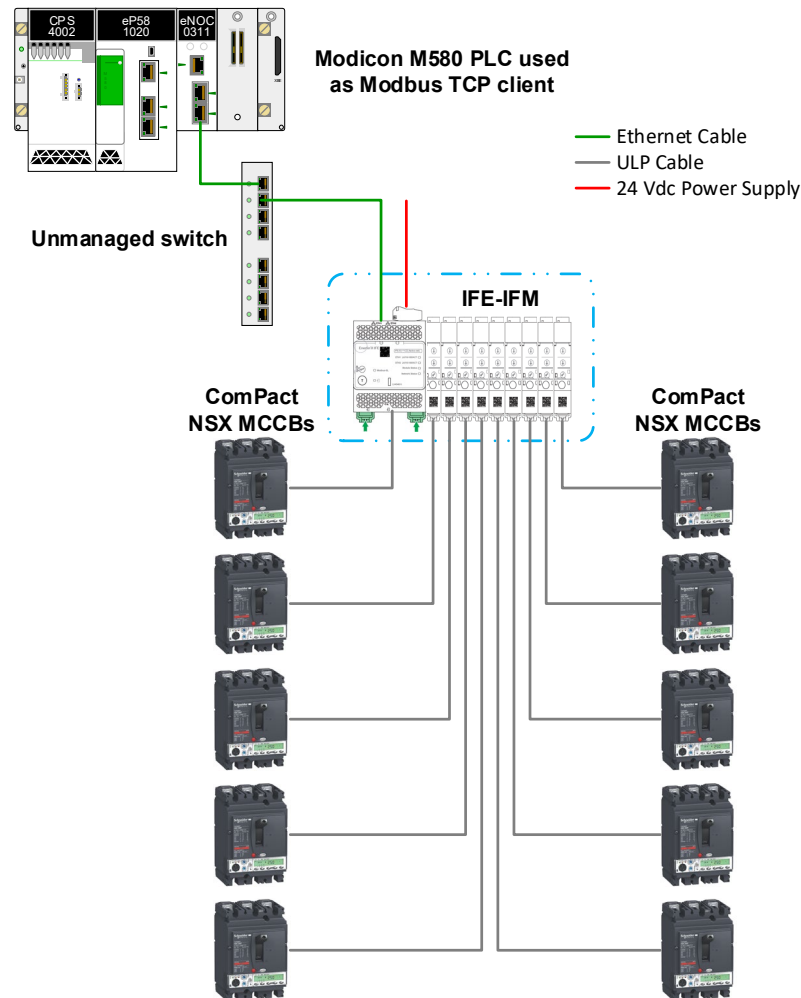 CPS
4002
eP58
1020
eNOC
0311
Modicon M580 PLC used
as Modbus TCP client
Ethernet Cable
ULP Cable
24 Vdc Power Supply
Unmanaged switch
IFE-IFM
ComPact
NSX MCCBs
ComPact
NSX MCCBs